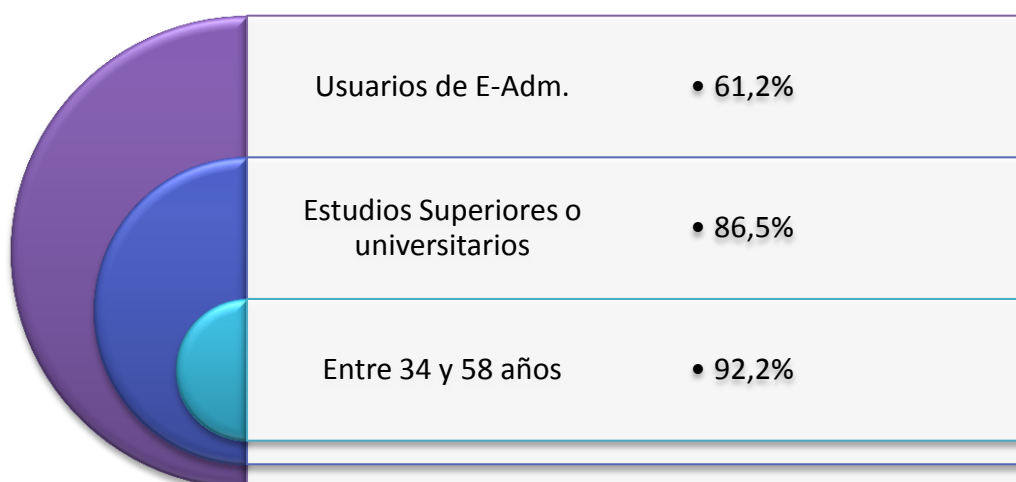 Usuarios de E-Adm.
• 61,2%
Estudios Superiores o
universitarios
• 86,5%
Entre 34 y 58 años
• 92,2%